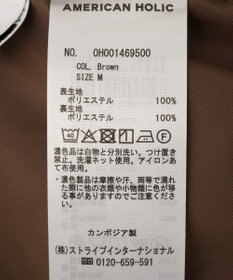 AMERICAN HOLIC
NO. 0H001469500
COL. Brown
SIZE M
表生地
ポリエステル 100%
裏生地
ポリエステル 100%
40
濃色品は白物と分別洗い。つけ置き
禁止。洗濯ネット使用。アイロンあ
て布使用。
濃色品は摩擦や汗、雨等で濡れ
た際に他の衣類や小物類に色が移
る事がありますのでご注意くださ
い。
カンボジア製
(株)ストライプインターナショナル
☎ 0120-659-591